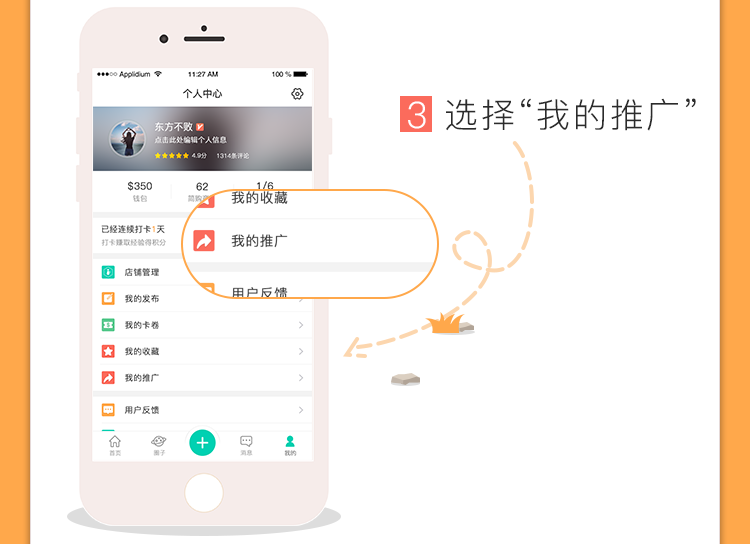 ●●●○○ Applidium 11:27 AM 100 %
个人中心
东方不败
点击此处编辑个人信息
4.9分 1314条评论
$350 62 1/6
钱包
已经连续打卡1天
打卡赚取经验得积分
我的收藏
我的推广
用户反馈
店铺管理
我的发布
我的卡卷
我的收藏
我的推广
用户反馈
首页 圈子 消息 我的
3 选择“我的推广”